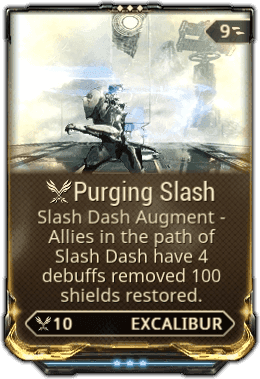 9
Purging Slash
Slash Dash Augment -
Allies in the path of
Slash Dash have 4
debuffs removed 100
shields restored.
10 EXCALIBUR